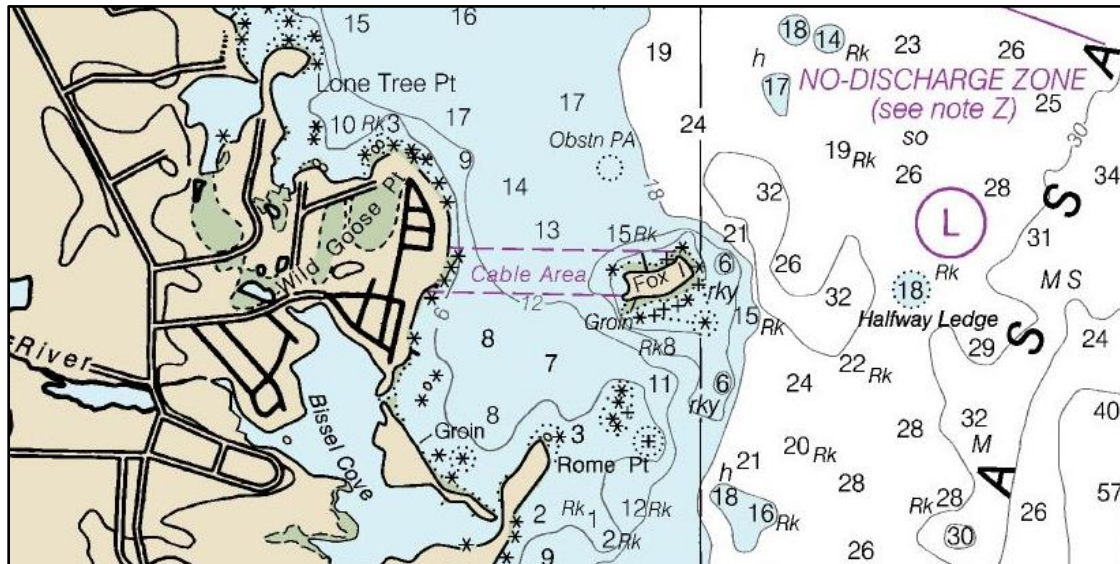 15
16
18
14
Rk
23
26
A
19
h
Lone Tree Pt
17
NO-DISCHARGE ZONE
(see note Z)
25
10
Rk
3
17
17
24
so
30
9
Obstn PA
19
Rk
26
34
14
18
32
28
S
Wild Goose Pt
L
13
15
Rk
21
31
Cable Area
6
26
Rk
M S
Fox I
rky
18
32
6
12
Groin
15
Rk
Halfway Ledge
S
8
Rk
8
29
24
River
7
22
Rk
11
6
24
Bissel Cove
8
rky
32
40
Groin
3
28
M
Rome Pt
20
Rk
h
21
A
28
18
Rk
28
57
2
Rk
1
12
Rk
16
Rk
26
2
Rk
30
9
26